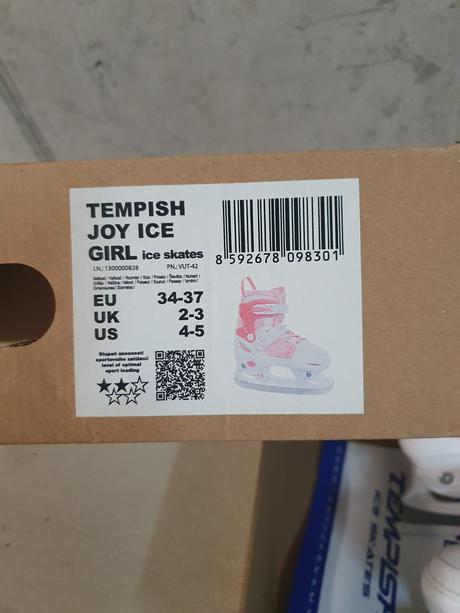 TEMPISH
JOY ICE
GIRL ice skates
I.N.: 1300000838 PN.: VUT-42
8 592678 098301
EU 34-37
UK 2-3
US 4-5
Stupeň únosnosti
sportovního zatížení/
level of optimal
sport loading
TEMPISH
ICE SKATES